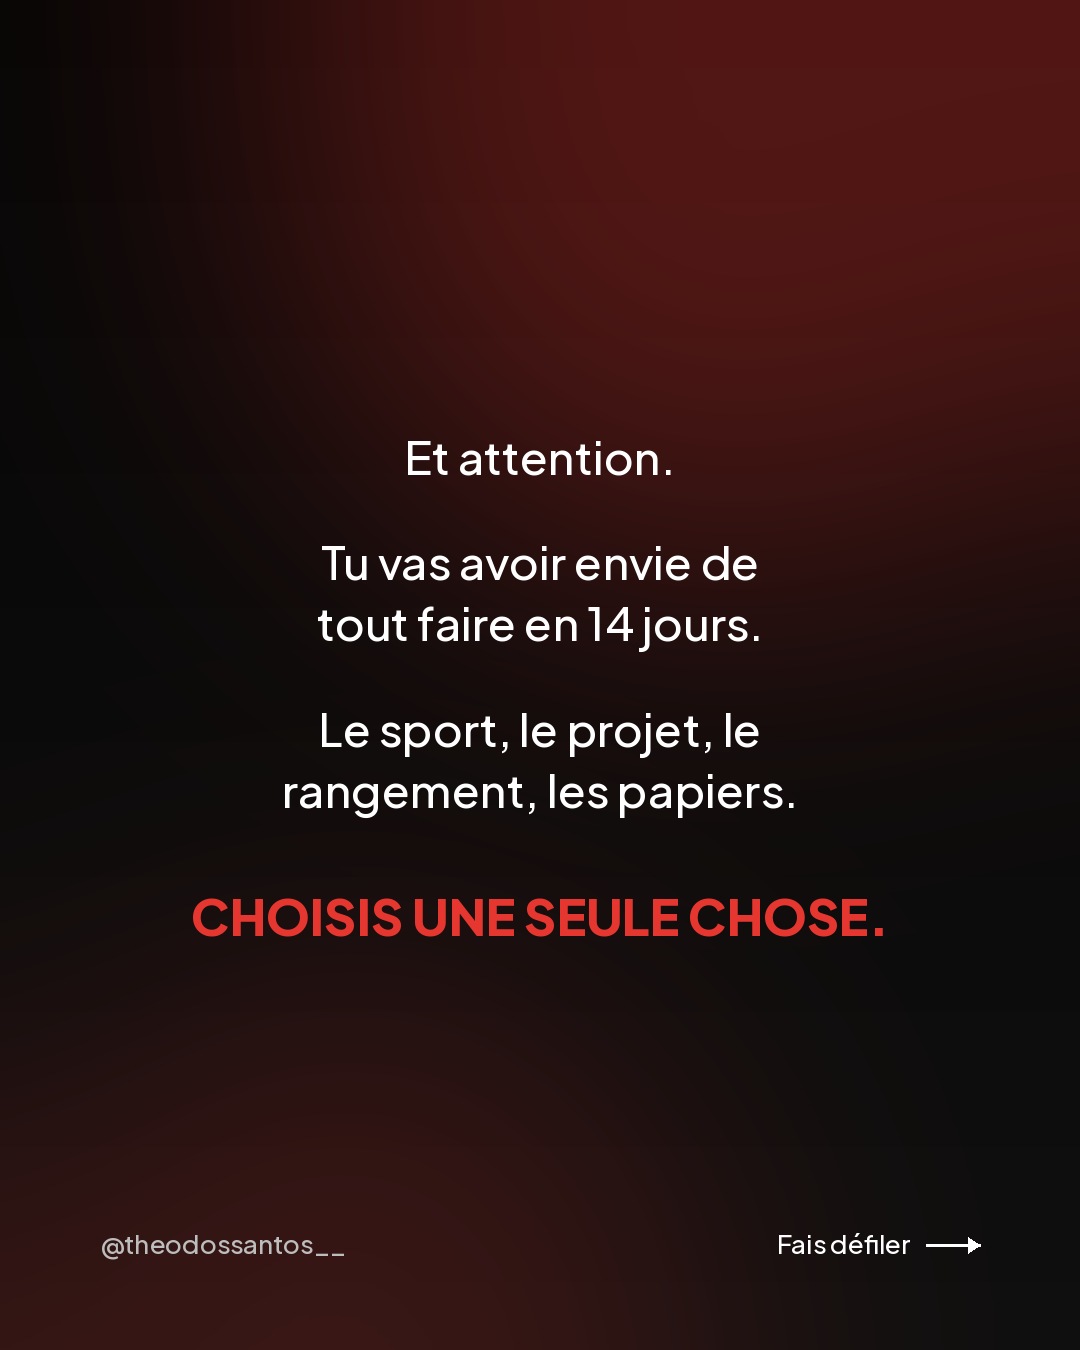 Et attention.
Tu vas avoir envie de
tout faire en 14 jours.
Le sport, le projet, le
rangement, les papiers.
CHOISIS UNE SEULE CHOSE.
@theodossantos__
Fais défiler